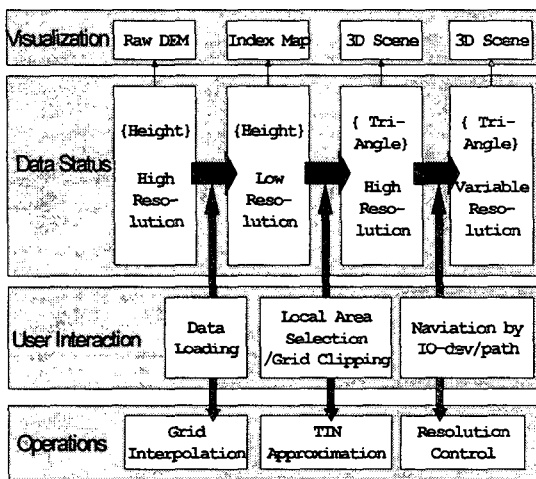 Visualization
Raw DEM
Index Map
3D Scene
3D Scene
Data Status
{Height}
High
Reso-
lution
{Height}
Low
Resol-
ution
{ Tri-
Angle}
High
Reso-
lution
{ Tri-
Angle}
Variable
Reso-
lution
User Interaction
Data
Loading
Local Area
Selection
/Grid Clipping
Naviation by
IO-dev/path
Operations
Grid
Interpolation
TIN
Approximation
Resolution
Control